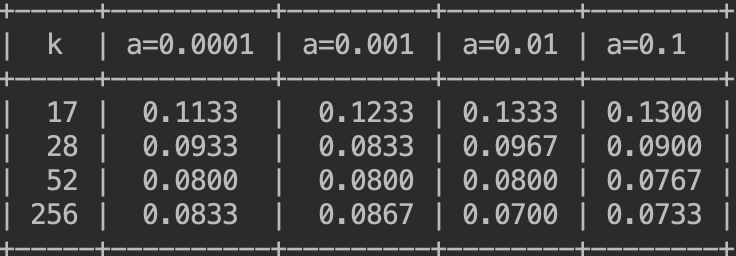 +-----+----------+---------+--------+-------+
| k | a=0.0001 | a=0.001 | a=0.01 | a=0.1 |
+-----+----------+---------+--------+-------+
| 17 | 0.1133 | 0.1233 | 0.1333 | 0.1300 |
| 28 | 0.0933 | 0.0833 | 0.0967 | 0.0900 |
| 52 | 0.0800 | 0.0800 | 0.0800 | 0.0767 |
| 256 | 0.0833 | 0.0867 | 0.0700 | 0.0733 |
+-----+----------+---------+--------+-------+